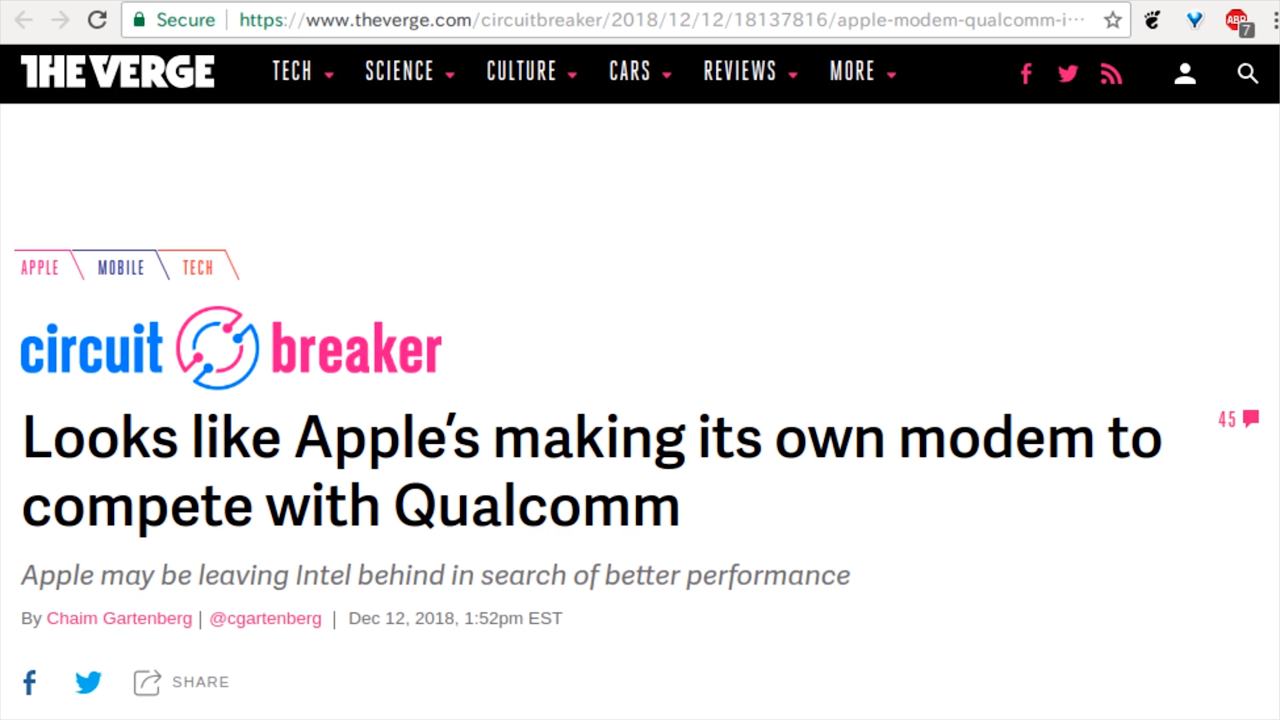 Secure https://www.theverge.com/circuitbreaker/2018/12/12/18137816/apple-modem-qualcomm-i···
ABP
7
THE VERGE TECH SCIENCE CULTURE CARS REVIEWS MORE
APPLE MOBILE TECH
circuit breaker
Looks like Apple’s making its own modem to
compete with Qualcomm
45
Apple may be leaving Intel behind in search of better performance
By Chaim Gartenberg | @cgartenberg | Dec 12, 2018, 1:52pm EST
SHARE